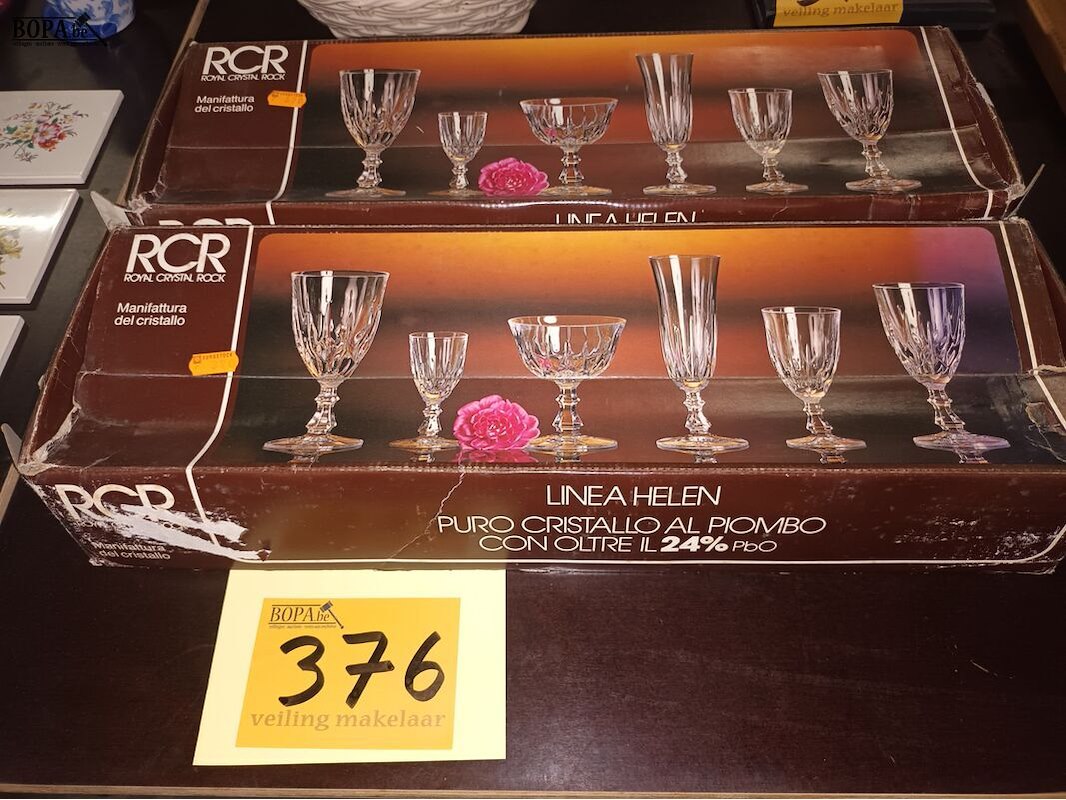 BOPA.be
veiling makelaar
RCR
ROYAL CRYSTAL ROCK
Manifattura
del cristallo
LINEA HELEN
RCR
ROYAL CRYSTAL ROCK
Manifattura
del cristallo
RCR
Manifattura
del cristallo
LINEA HELEN
PURO CRISTALLO AL PIOMBO
CON OLTRE IL 24% PbO
BOPA.be
376
veiling makelaar